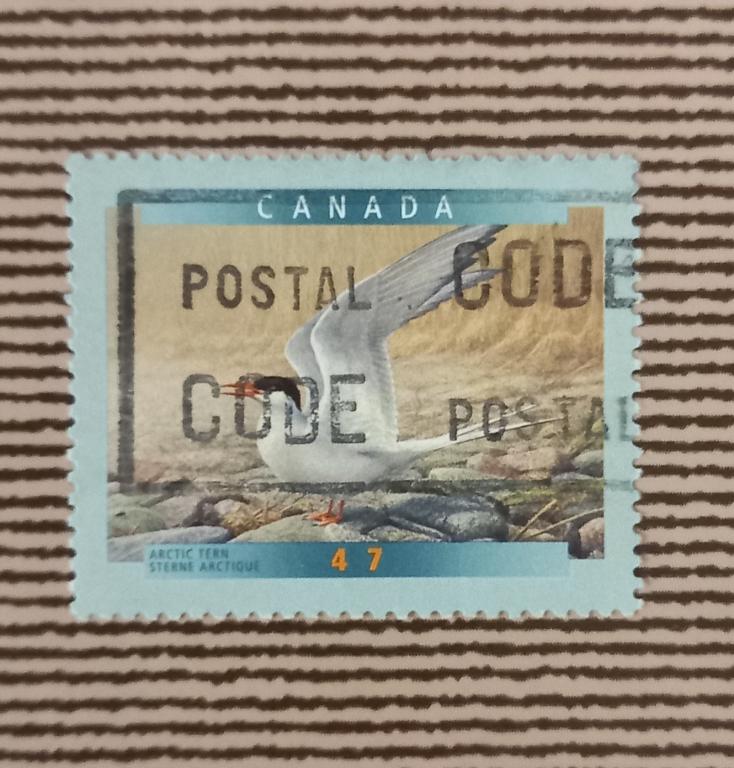 CANADA
POSTAL CODE
CODE POSTAL
ARCTIC TERN
STERNE ARCTIQUE
47